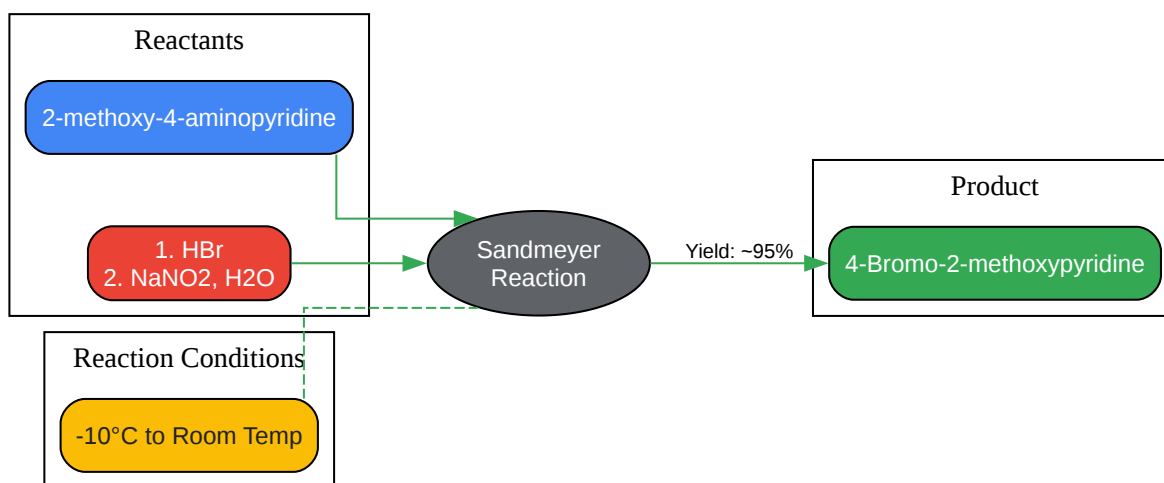 Reactants
2-methoxy-4-aminopyridine
1. HBr
2. NaNO2, H2O
Reaction Conditions
-10°C to Room Temp
Sandmeyer
Reaction
Yield: ~95%
Product
4-Bromo-2-methoxypyridine